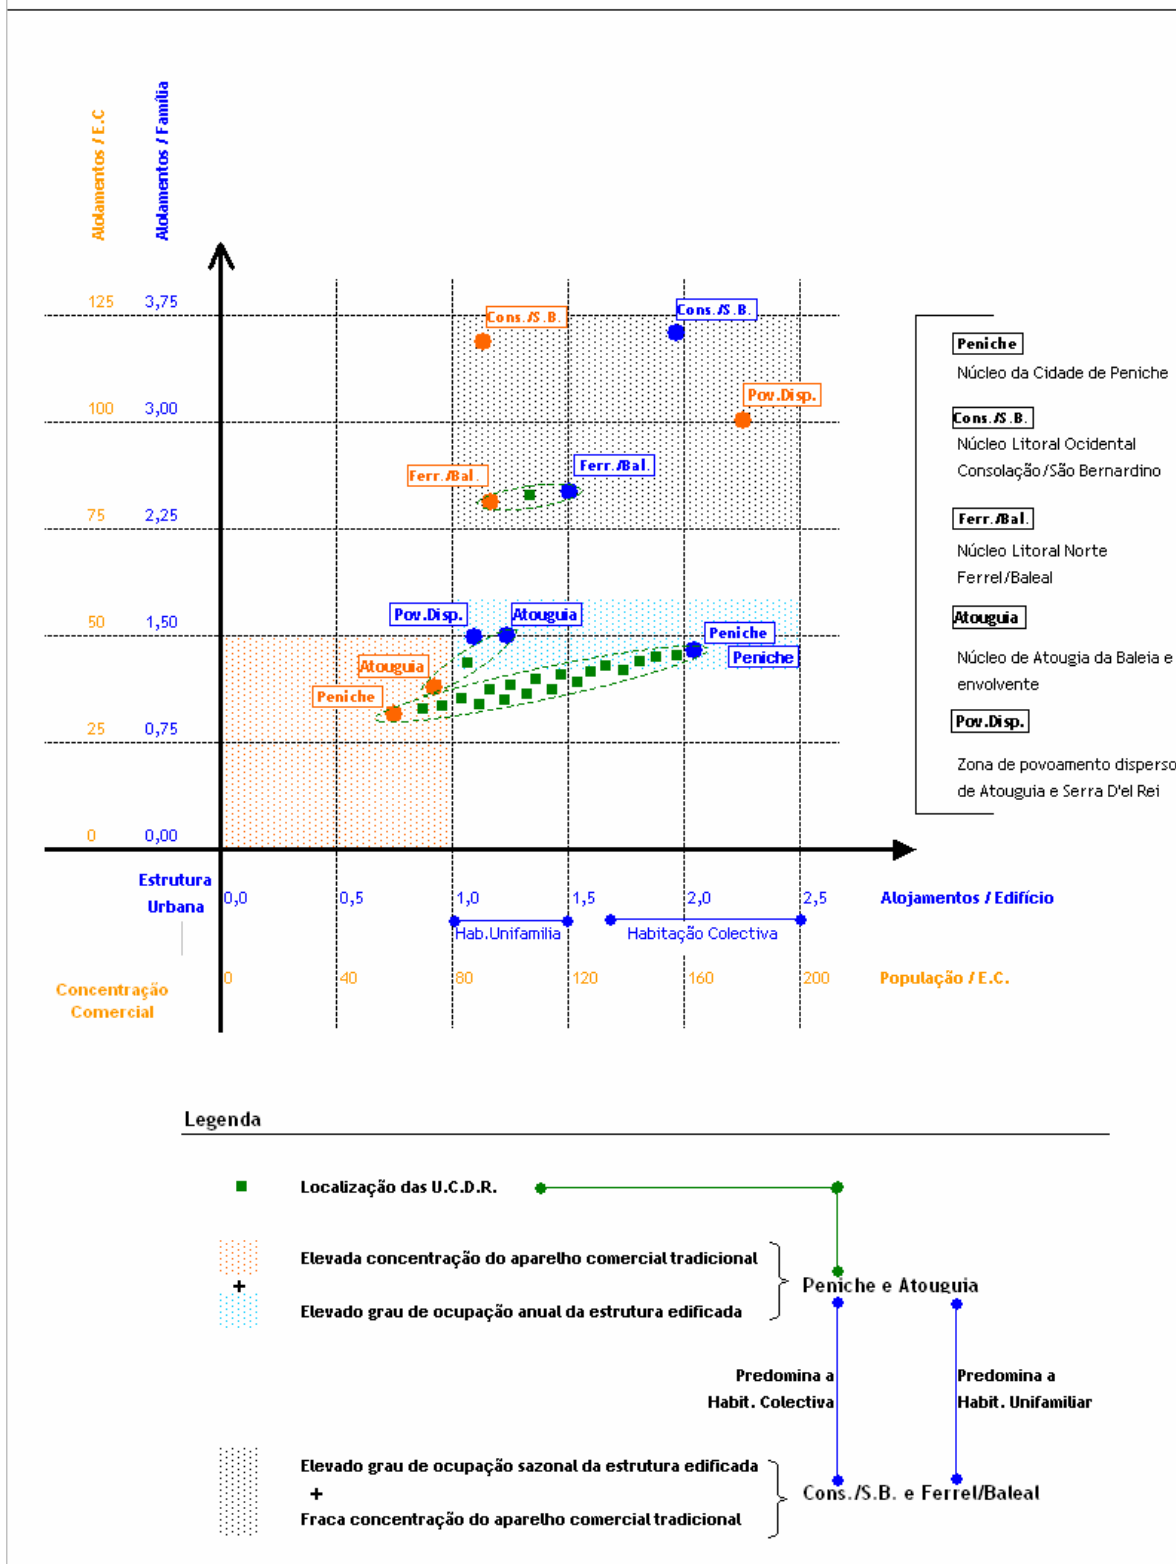 Alolamentos / E.C
Alolamentos / Família
125 3,75
100 3,00
75 2,25
50 1,50
25 0,75
0 0,00
Cons./S.B.
Cons./S.B.
Pov.Disp.
Ferr./Bal.
Ferr./Bal.
Pov.Disp.
Atouguia
Peniche
Peniche
Atouguia
Peniche
Peniche
Núcleo da Cidade de Peniche
Cons./S.B.
Núcleo Litoral Ocidental
Consolação/São Bernardino
Ferr./Bal.
Núcleo Litoral Norte
Ferrel/Baleal
Atouguia
Núcleo de Atougia da Baleia e
envolvente
Pov.Disp.
Zona de povoamento disperso
de Atouguia e Serra D'el Rei
Estrutura
Urbana
0,0 0,5 1,0 1,5 2,0 2,5
Alojamentos / Edifício
Hab.Unifamilia
Habitação Colectiva
Concentração
Comercial
0 40 80 120 160 200
População / E.C.
Legenda
Localização das U.C.D.R.
Elevada concentração do aparelho comercial tradicional
+
Elevado grau de ocupação anual da estrutura edificada
Peniche e Atouguia
Predomina a
Habit. Colectiva
Predomina a
Habit. Unifamiliar
Elevado grau de ocupação sazonal da estrutura edificada
+
Fraca concentração do aparelho comercial tradicional
Cons./S.B. e Ferrel/Baleal